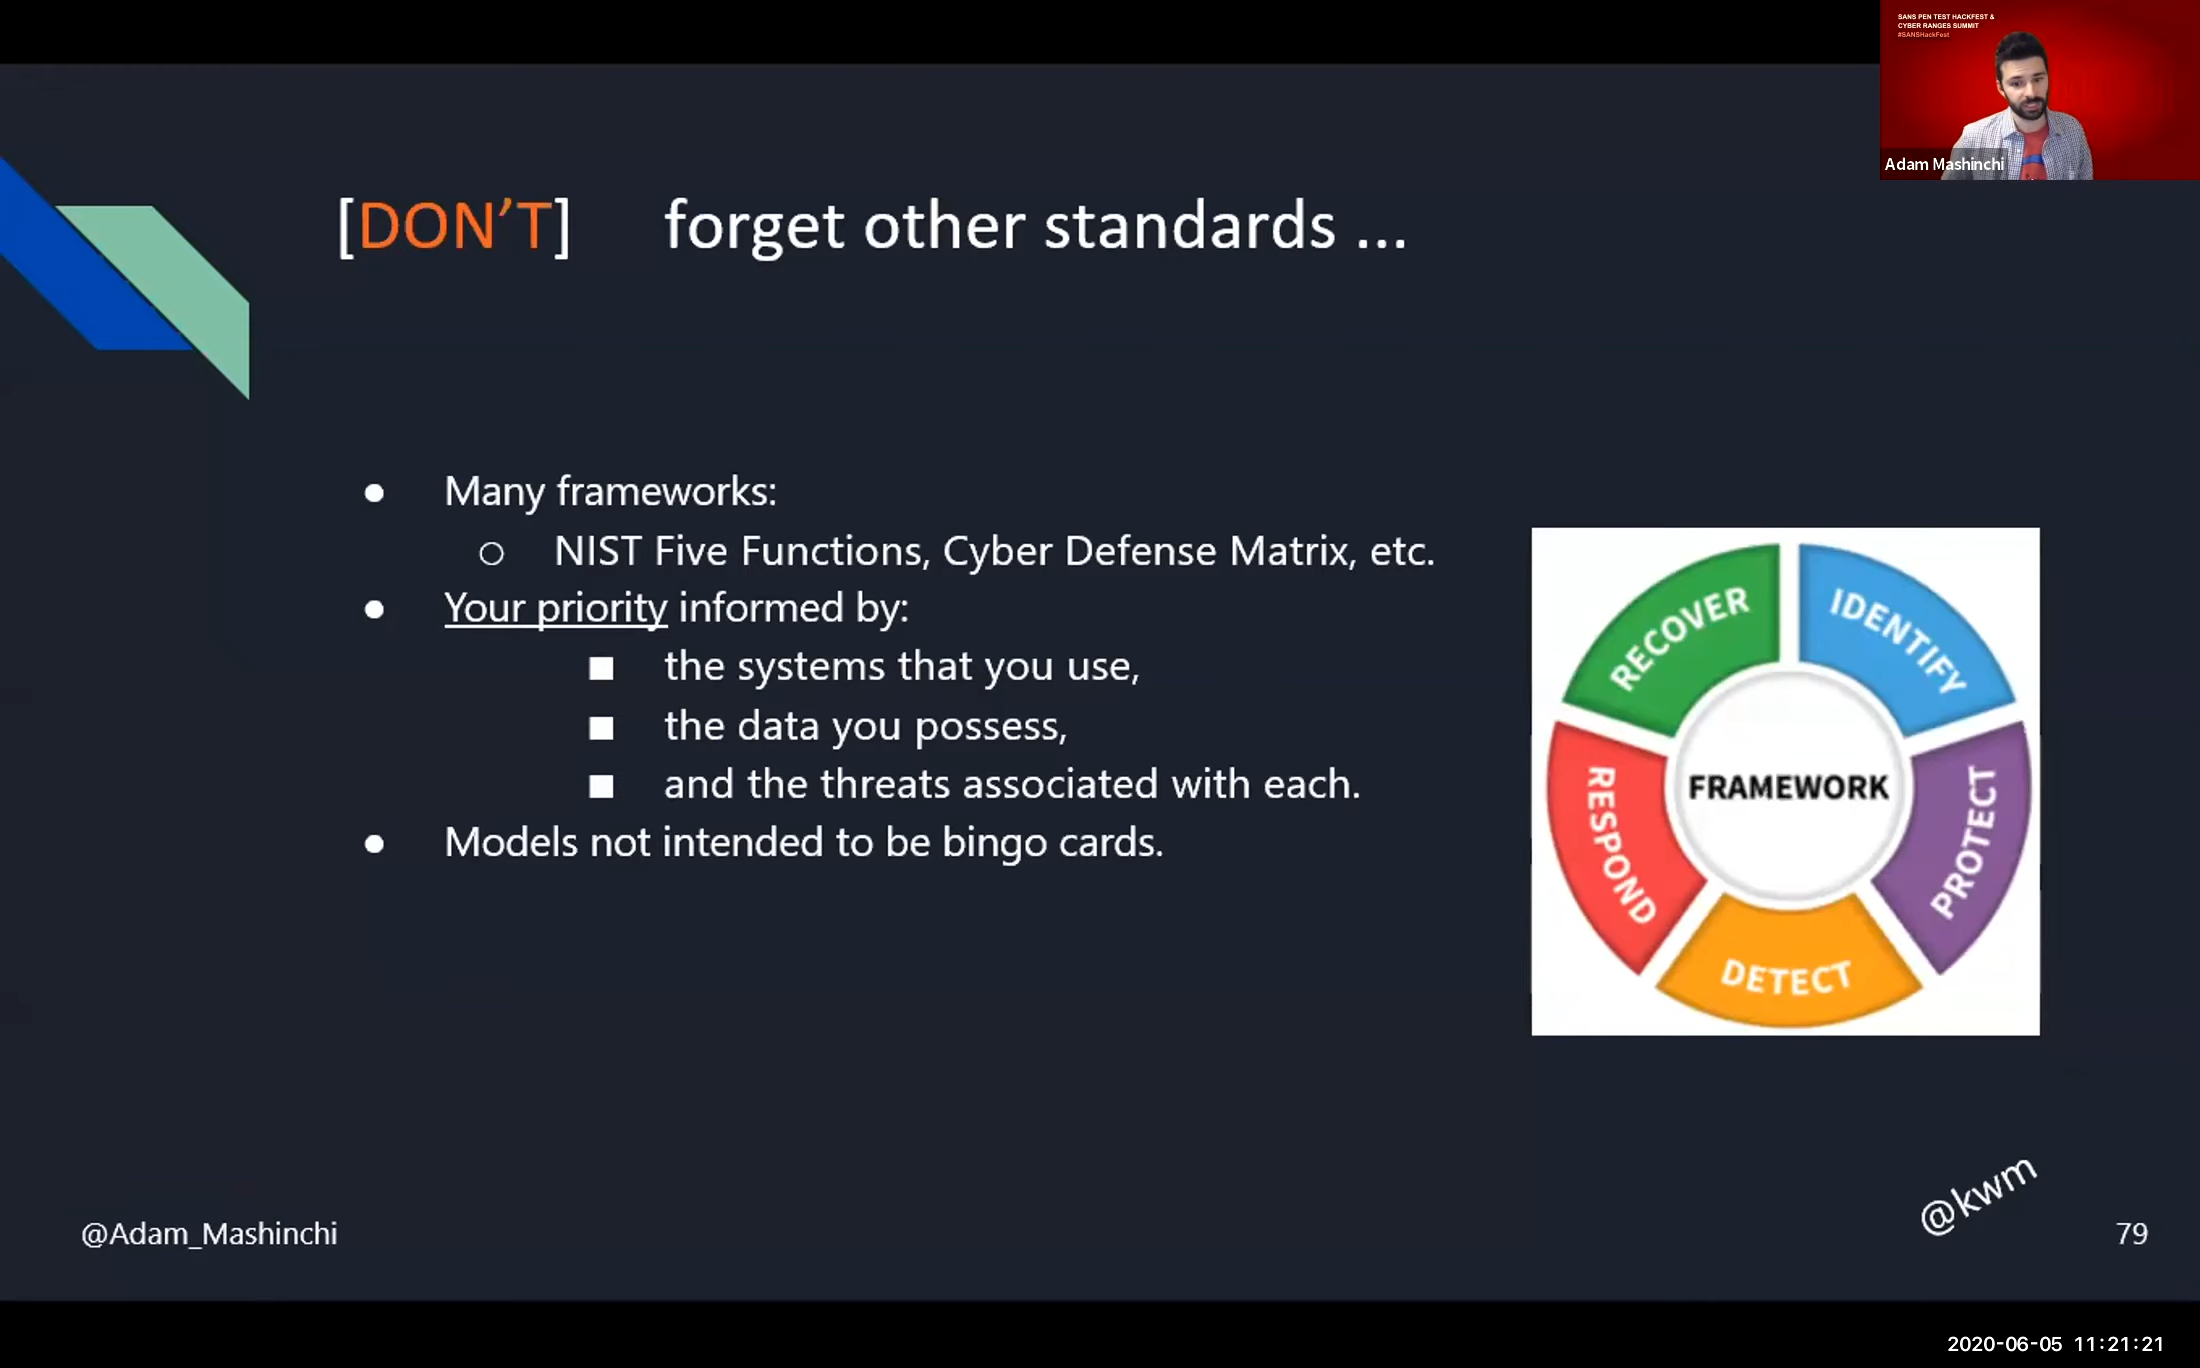 SANS PEN TEST HACKFEST &
CYBER RANGES SUMMIT
#SANSHackFest
Adam Mashinchi
[DON'T] forget other standards ...
● Many frameworks:
○ NIST Five Functions, Cyber Defense Matrix, etc.
● Your priority informed by:
■ the systems that you use,
■ the data you possess,
■ and the threats associated with each.
● Models not intended to be bingo cards.
RECOVER
IDENTIFY
RESPOND
FRAMEWORK
PROTECT
DETECT
@kwm
@Adam_Mashinchi
79
2020-06-05 11:21:21